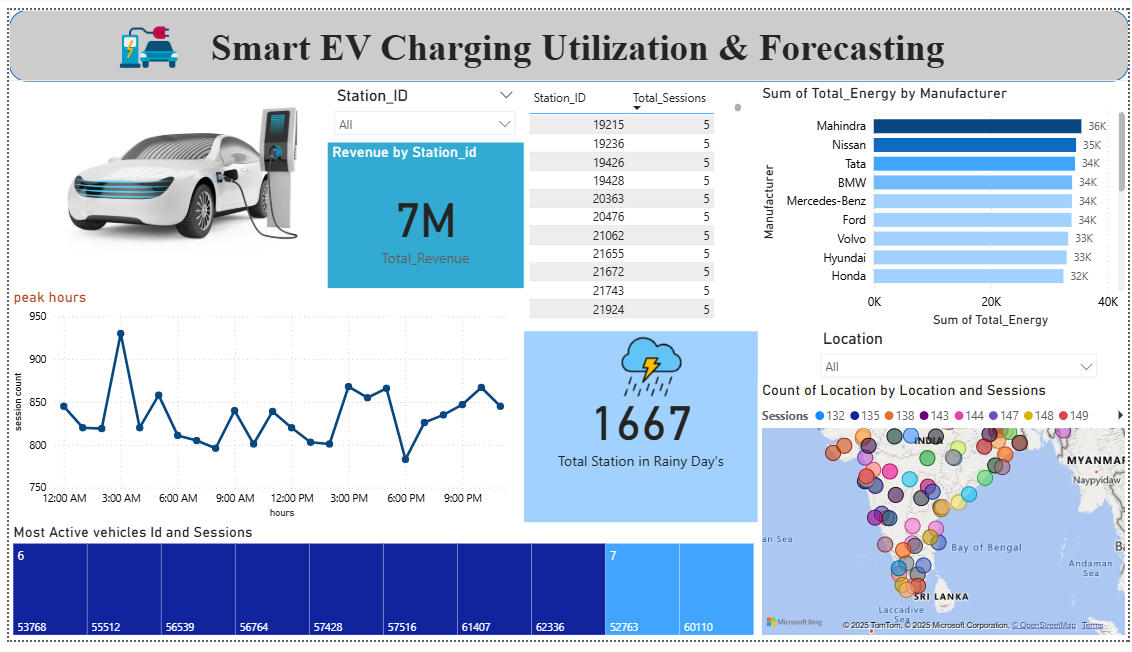 Smart EV Charging Utilization & Forecasting
Station_ID
All
Revenue by Station_id
7M
Total_Revenue
Station_ID Total_Sessions
19215 5
19236 5
19426 5
19428 5
20363 5
20476 5
21062 5
21655 5
21672 5
21743 5
21924 5
Sum of Total_Energy by Manufacturer
Manufacturer
Mahindra 36K
Nissan 35K
Tata 34K
BMW 34K
Mercedes-Benz 34K
Ford 34K
Volvo 33K
Hyundai 33K
Honda 32K
0K 20K 40K
Sum of Total_Energy
peak hours
session count
950
900
850
800
750
12:00 AM 3:00 AM 6:00 AM 9:00 AM 12:00 PM 3:00 PM 6:00 PM 9:00 PM
hours
1667
Total Station in Rainy Day's
Location
All
Count of Location by Location and Sessions
Sessions 132 135 138 143 144 147 148 149
INDIA
MYANMAR
Naypyidaw
an Sea
Bay of Bengal
Andaman
Sea
SRI LANKA
Laccadive
Sea
Microsoft Bing
© 2025 TomTom, © 2025 Microsoft Corporation, © OpenStreetMap Terms
Most Active vehicles Id and Sessions
6 7
53768 55512 56539 56764 57428 57516 61407 62336 52763 60110